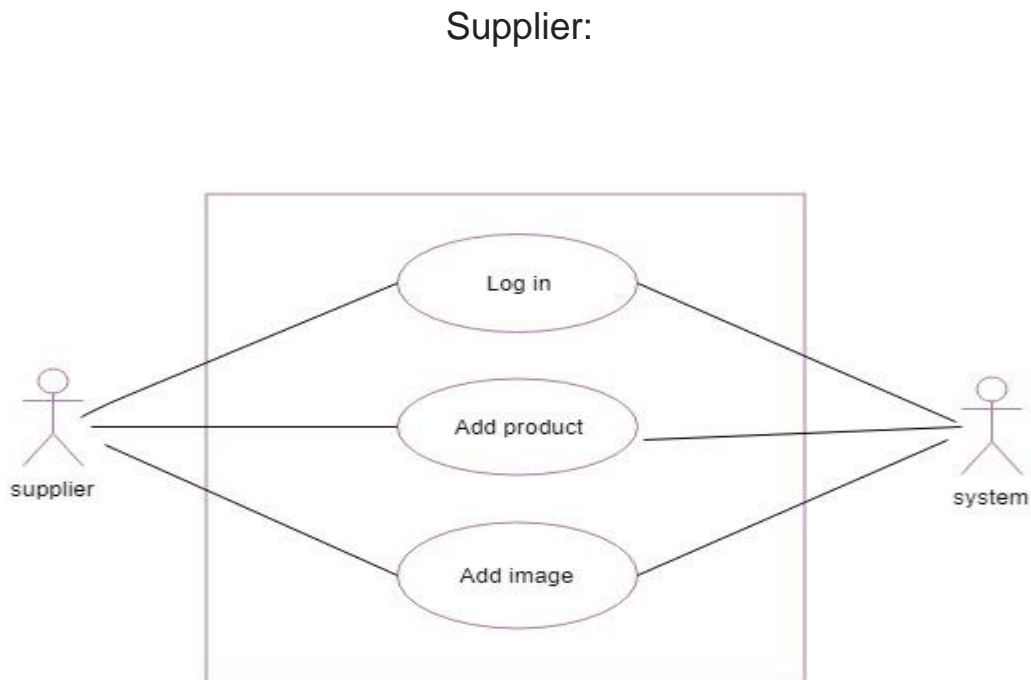 Supplier:
Log in
Add product
supplier
system
Add image